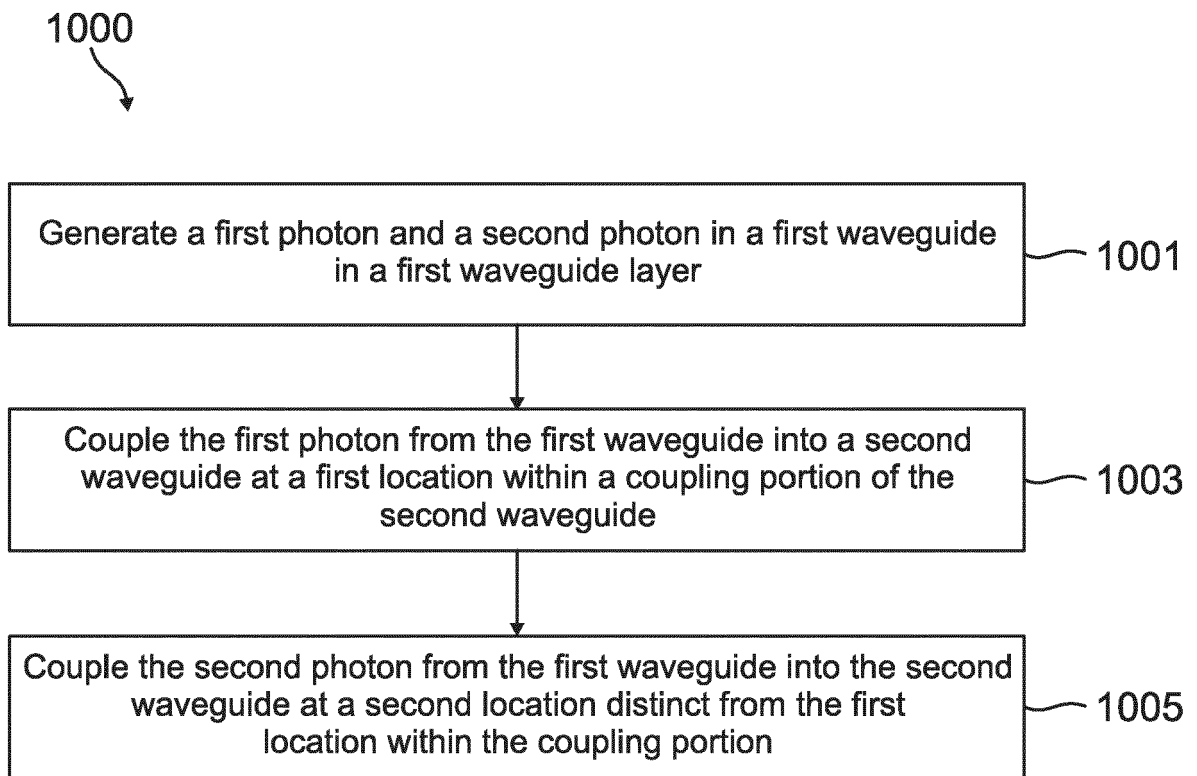 1000
Generate a first photon and a second photon in a first waveguide
in a first waveguide layer
1001
Couple the first photon from the first waveguide into a second
waveguide at a first location within a coupling portion of the
second waveguide
1003
Couple the second photon from the first waveguide into the second
waveguide at a second location distinct from the first
location within the coupling portion
1005